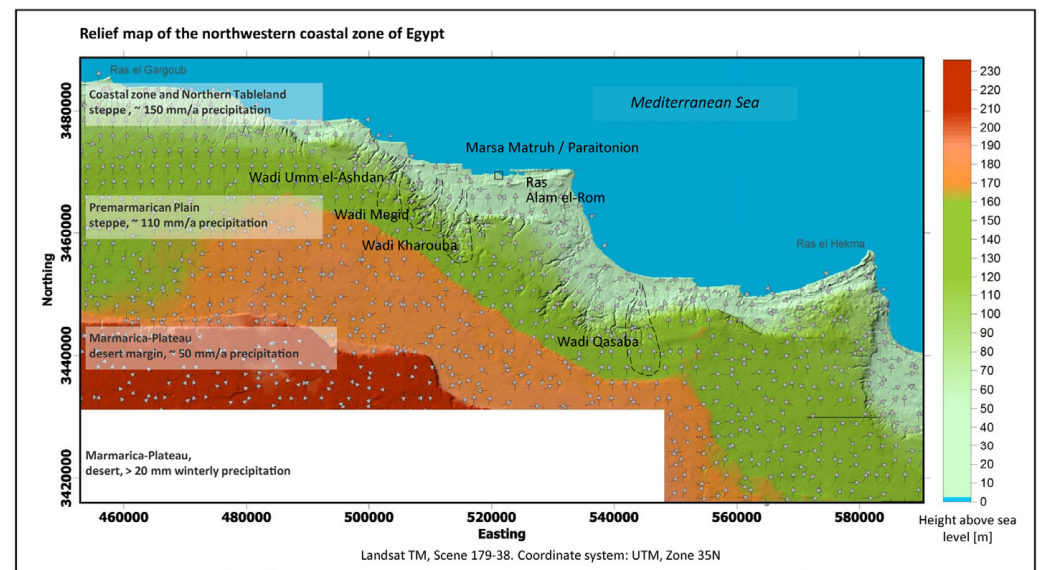 Relief map of the northwestern coastal zone of Egypt
Ras el Gargoub
Coastal zone and Northern Tableland
steppe, ~ 150 mm/a precipitation
Mediterranean Sea
Marsa Matruh / Paraitonion
Wadi Umm el-Ashdan
Ras
Alam el-Rom
Premarmarican Plain
steppe, ~ 110 mm/a precipitation
Wadi Megid
Wadi Kharouba
Ras el Hekma
Marmarica-Plateau
desert margin, ~ 50 mm/a precipitation
Wadi Qasaba
Marmarica-Plateau,
desert, > 20 mm winterly precipitation
Northing
3480000
3460000
3440000
3420000
460000 480000 500000 520000 540000 560000 580000
Easting
230
220
210
200
190
180
170
160
150
140
130
120
110
100
90
80
70
60
50
40
30
20
10
0
Height above sea
level [m]
Landsat TM, Scene 179-38. Coordinate system: UTM, Zone 35N